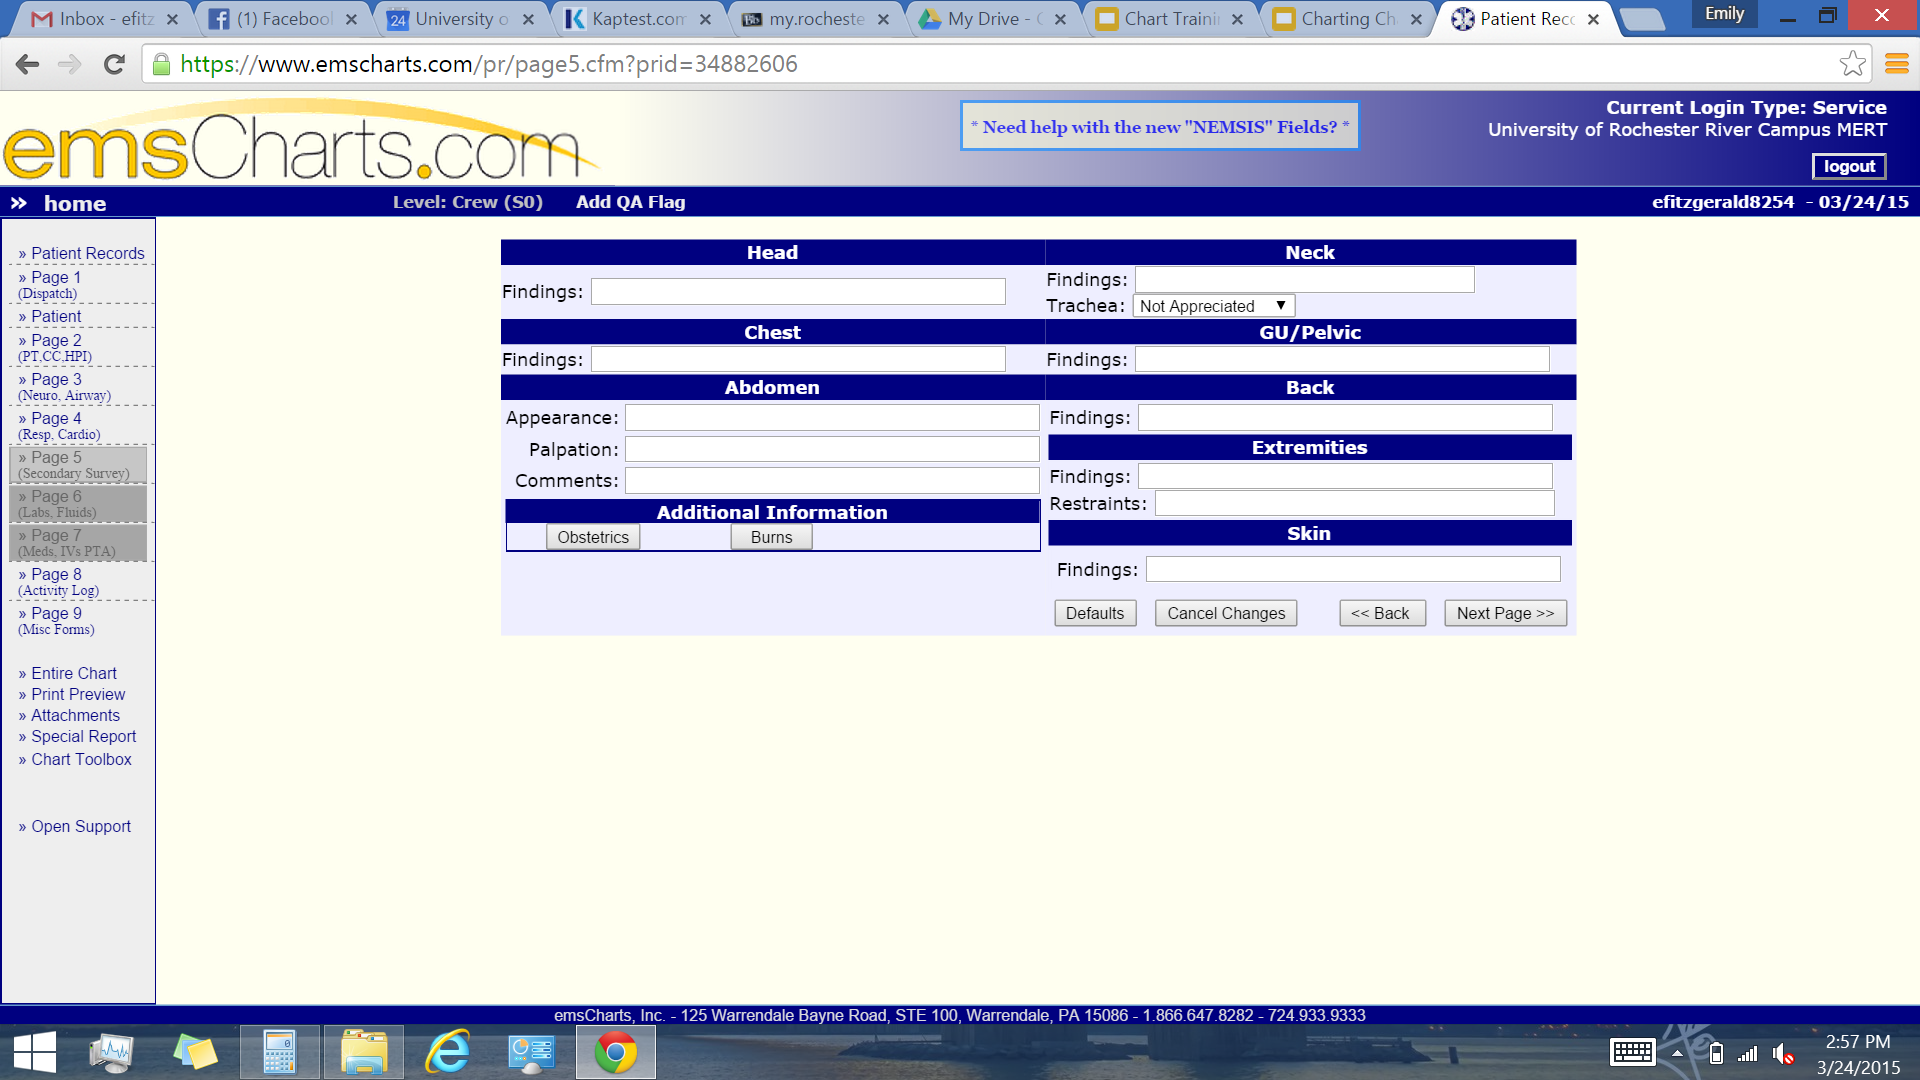 Inbox - efitz
(1) Facebook
24 University o
K Kaptest.com
Bb my.rocheste
My Drive - G
Chart Trainin
Charting Ch
Patient Reco
Emily
https://www.emscharts.com/pr/page5.cfm?prid=34882606
emsCharts.com
* Need help with the new "NEMSIS" Fields? *
Current Login Type: Service
University of Rochester River Campus MERT
logout
» home
Level: Crew (S0)
Add QA Flag
efitzgerald8254 - 03/24/15
» Patient Records
» Page 1
(Dispatch)
» Patient
» Page 2
(PT,CC,HPI)
» Page 3
(Neuro, Airway)
» Page 4
(Resp, Cardio)
» Page 5
(Secondary Survey)
» Page 6
(Labs, Fluids)
» Page 7
(Meds, IVs PTA)
» Page 8
(Activity Log)
» Page 9
(Misc Forms)
» Entire Chart
» Print Preview
» Attachments
» Special Report
» Chart Toolbox
» Open Support
Head
Findings:
Neck
Findings:
Trachea: Not Appreciated
Chest
Findings:
GU/Pelvic
Findings:
Abdomen
Appearance:
Palpation:
Comments:
Additional Information
Obstetrics
Burns
Back
Findings:
Extremities
Findings:
Restraints:
Skin
Findings:
Defaults
Cancel Changes
<< Back
Next Page >>
emsCharts, Inc. - 125 Warrendale Bayne Road, STE 100, Warrendale, PA 15086 - 1.866.647.8282 - 724.933.9333
2:57 PM
3/24/2015